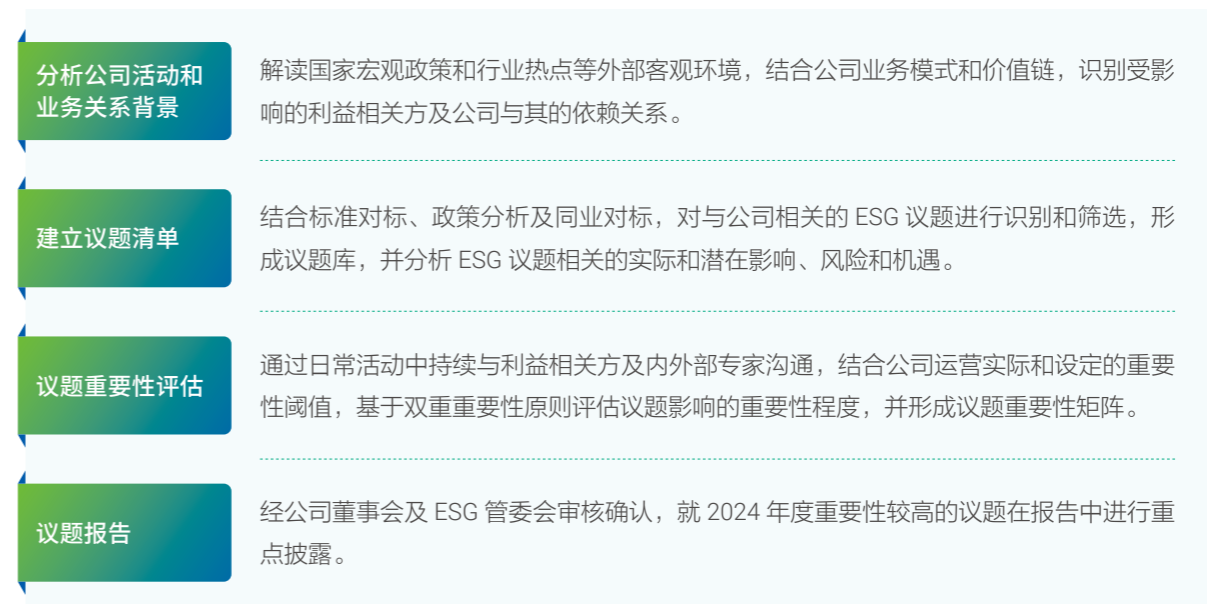 分析公司活动和
业务关系背景
解读国家宏观政策和行业热点等外部客观环境，结合公司业务模式和价值链，识别受影
响的利益相关方及公司与其的依赖关系。
建立议题清单
结合标准对标、政策分析及同业对标，对与公司相关的 ESG 议题进行识别和筛选，形
成议题库，并分析 ESG 议题相关的实际和潜在影响、风险和机遇。
议题重要性评估
通过日常活动中持续与利益相关方及内外部专家沟通，结合公司运营实际和设定的重要
性阈值，基于双重重要性原则评估议题影响的重要性程度，并形成议题重要性矩阵。
议题报告
经公司董事会及 ESG 管委会审核确认，就 2024 年度重要性较高的议题在报告中进行重
点披露。